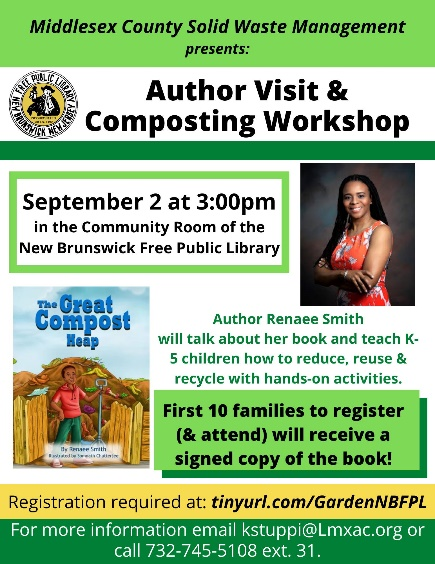 Middlesex County Solid Waste Management
presents:
FREE PUBLIC LIBRARY
NEW BRUNSWICK NEW JERSEY
Author Visit &
Composting Workshop
September 2 at 3:00pm
in the Community Room of the
New Brunswick Free Public Library
The Great
Compost
Heap
By Renaee Smith
Illustrated by Somnath Chatterjee
Author Renaee Smith
will talk about her book and teach K-
5 children how to reduce, reuse &
recycle with hands-on activities.
First 10 families to register
(& attend) will receive a
signed copy of the book!
Registration required at: tinyurl.com/GardenNBFPL
For more information email kstuppi@Lmxac.org or
call 732-745-5108 ext. 31.